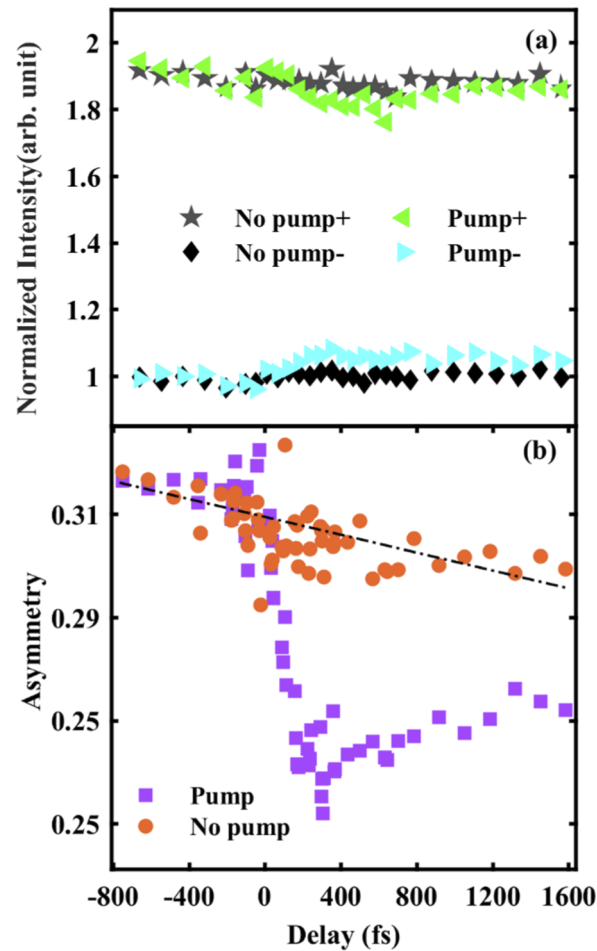 (a)
2
1.8
1.6
1.4
1.2
1
Normalized Intensity(arb. unit)
No pump+
Pump+
No pump-
Pump-
(b)
0.31
0.29
0.25
0.25
Asymmetry
Pump
No pump
-800 -400 0 400 800 1200 1600
Delay (fs)